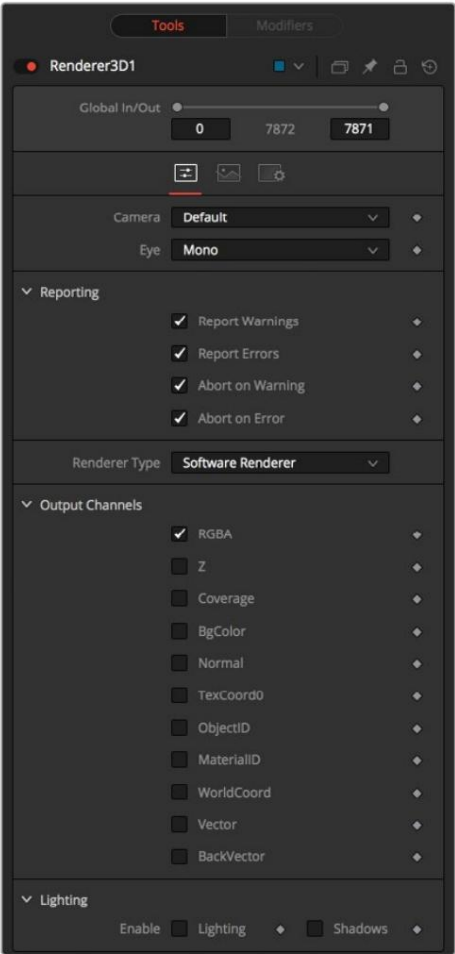 Tools Modifiers
Renderer3D1
Global In/Out
0 7872 7871
Camera Default
Eye Mono
Reporting
Report Warnings
Report Errors
Abort on Warning
Abort on Error
Renderer Type Software Renderer
Output Channels
RGBA
Z
Coverage
BgColor
Normal
TexCoord0
ObjectID
MaterialID
WorldCoord
Vector
BackVector
Lighting
Enable Lighting Shadows